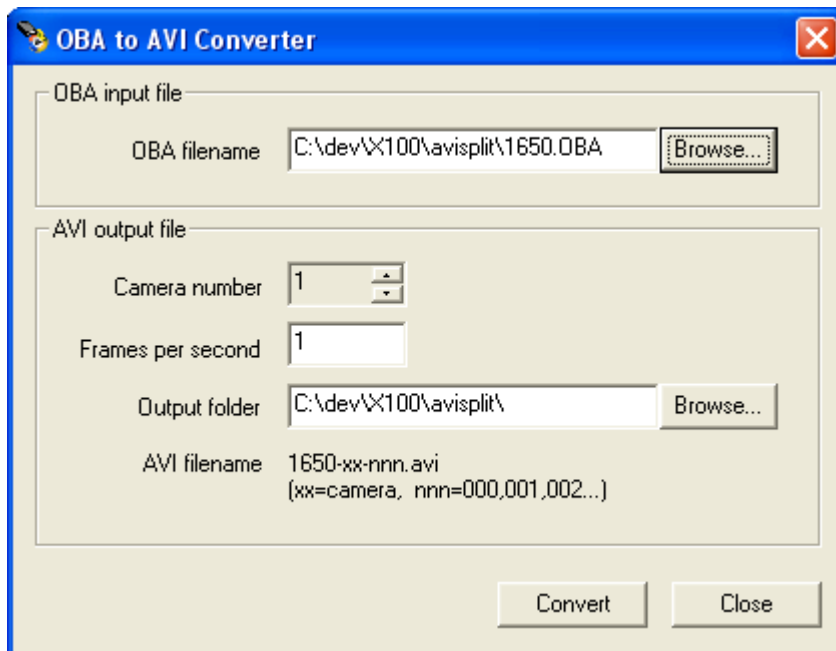 OBA to AVI Converter
OBA input file
OBA filename C:\dev\X100\avisplit\1650.OBA Browse...
AVI output file
Camera number 1
Frames per second 1
Output folder C:\dev\X100\avisplit\ Browse...
AVI filename 1650-xx-nnn.avi
(xx=camera, nnn=000,001,002...)
Convert Close